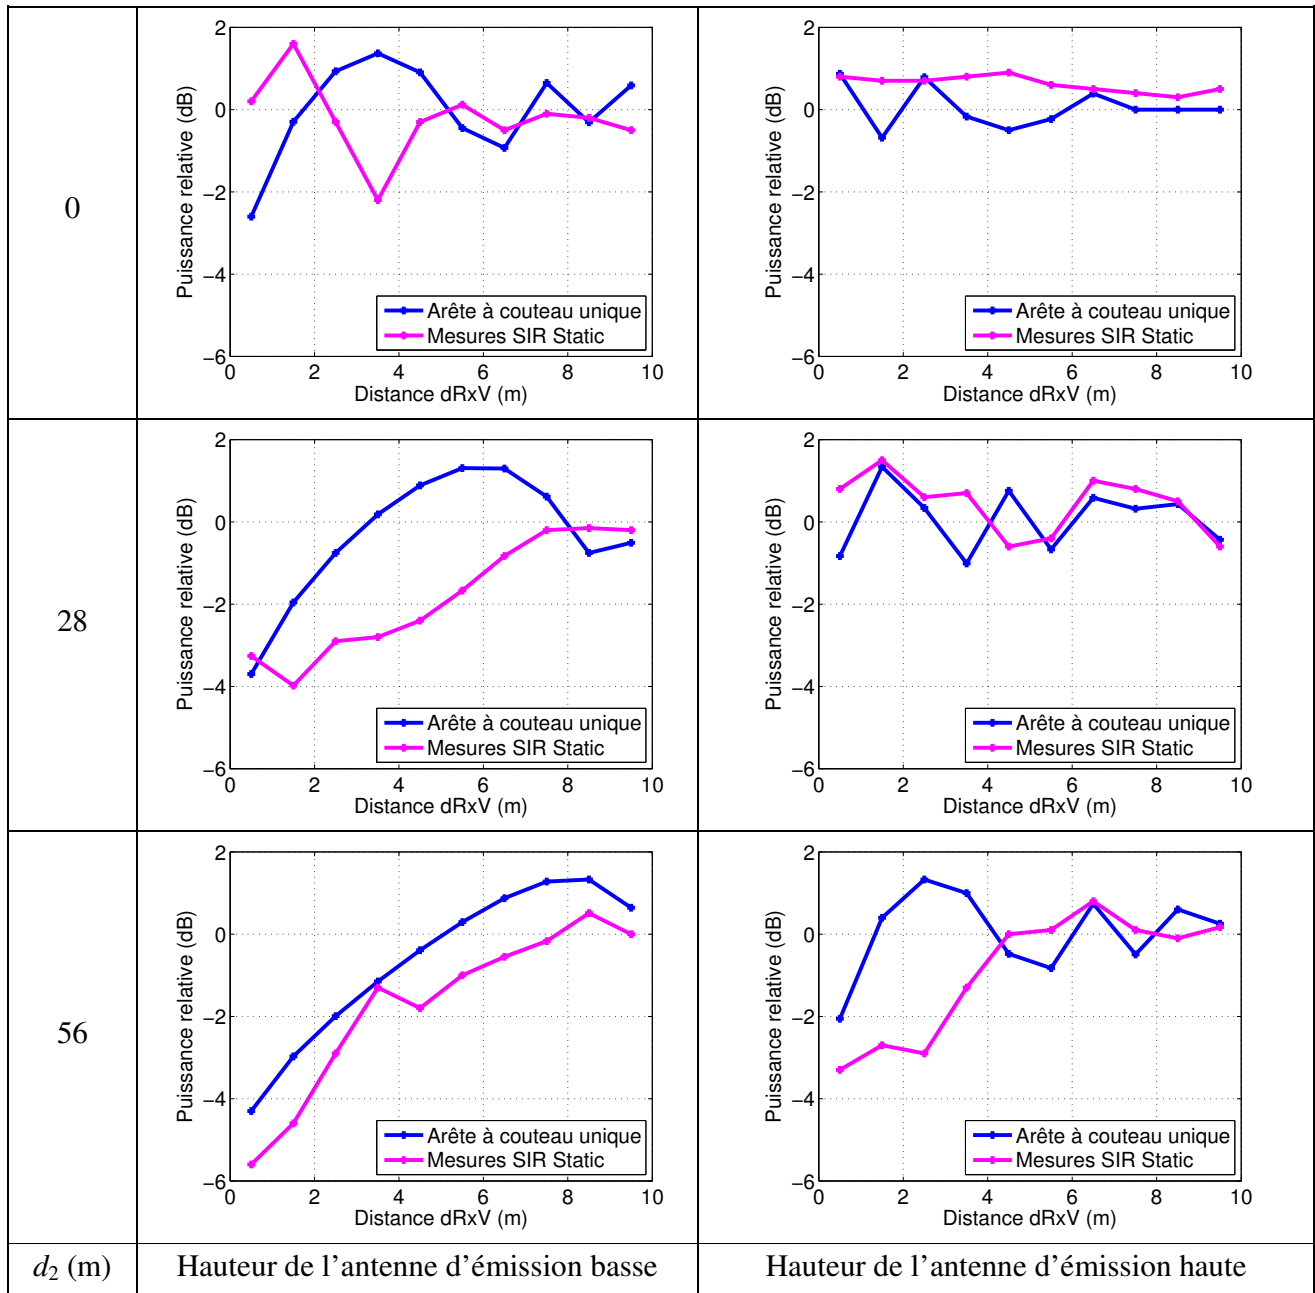 0
2
0
−2
−4
−6
Puissance relative (dB)
0 2 4 6 8 10
Distance dRxV (m)
Arête à couteau unique
Mesures SIR Static
2
0
−2
−4
−6
Puissance relative (dB)
0 2 4 6 8 10
Distance dRxV (m)
Arête à couteau unique
Mesures SIR Static
28
2
0
−2
−4
−6
Puissance relative (dB)
0 2 4 6 8 10
Distance dRxV (m)
Arête à couteau unique
Mesures SIR Static
2
0
−2
−4
−6
Puissance relative (dB)
0 2 4 6 8 10
Distance dRxV (m)
Arête à couteau unique
Mesures SIR Static
56
2
0
−2
−4
−6
Puissance relative (dB)
0 2 4 6 8 10
Distance dRxV (m)
Arête à couteau unique
Mesures SIR Static
2
0
−2
−4
−6
Puissance relative (dB)
0 2 4 6 8 10
Distance dRxV (m)
Arête à couteau unique
Mesures SIR Static
d₂ (m) Hauteur de l’antenne d’émission basse Hauteur de l’antenne d’émission haute